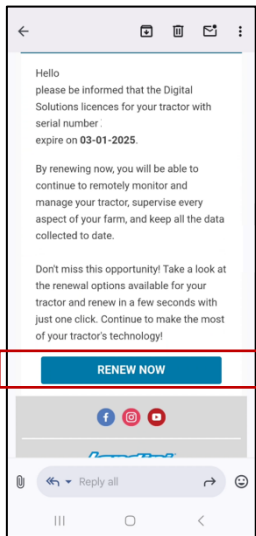 Hello
please be informed that the Digital
Solutions licences for your tractor with
serial number
expire on 03-01-2025.
By renewing now, you will be able to
continue to remotely monitor and
manage your tractor, supervise every
aspect of your farm, and keep all the data
collected to date.
Don't miss this opportunity! Take a look at
the renewal options available for your
tractor and renew in a few seconds with
just one click. Continue to make the most
of your tractor's technology!
RENEW NOW
Reply all